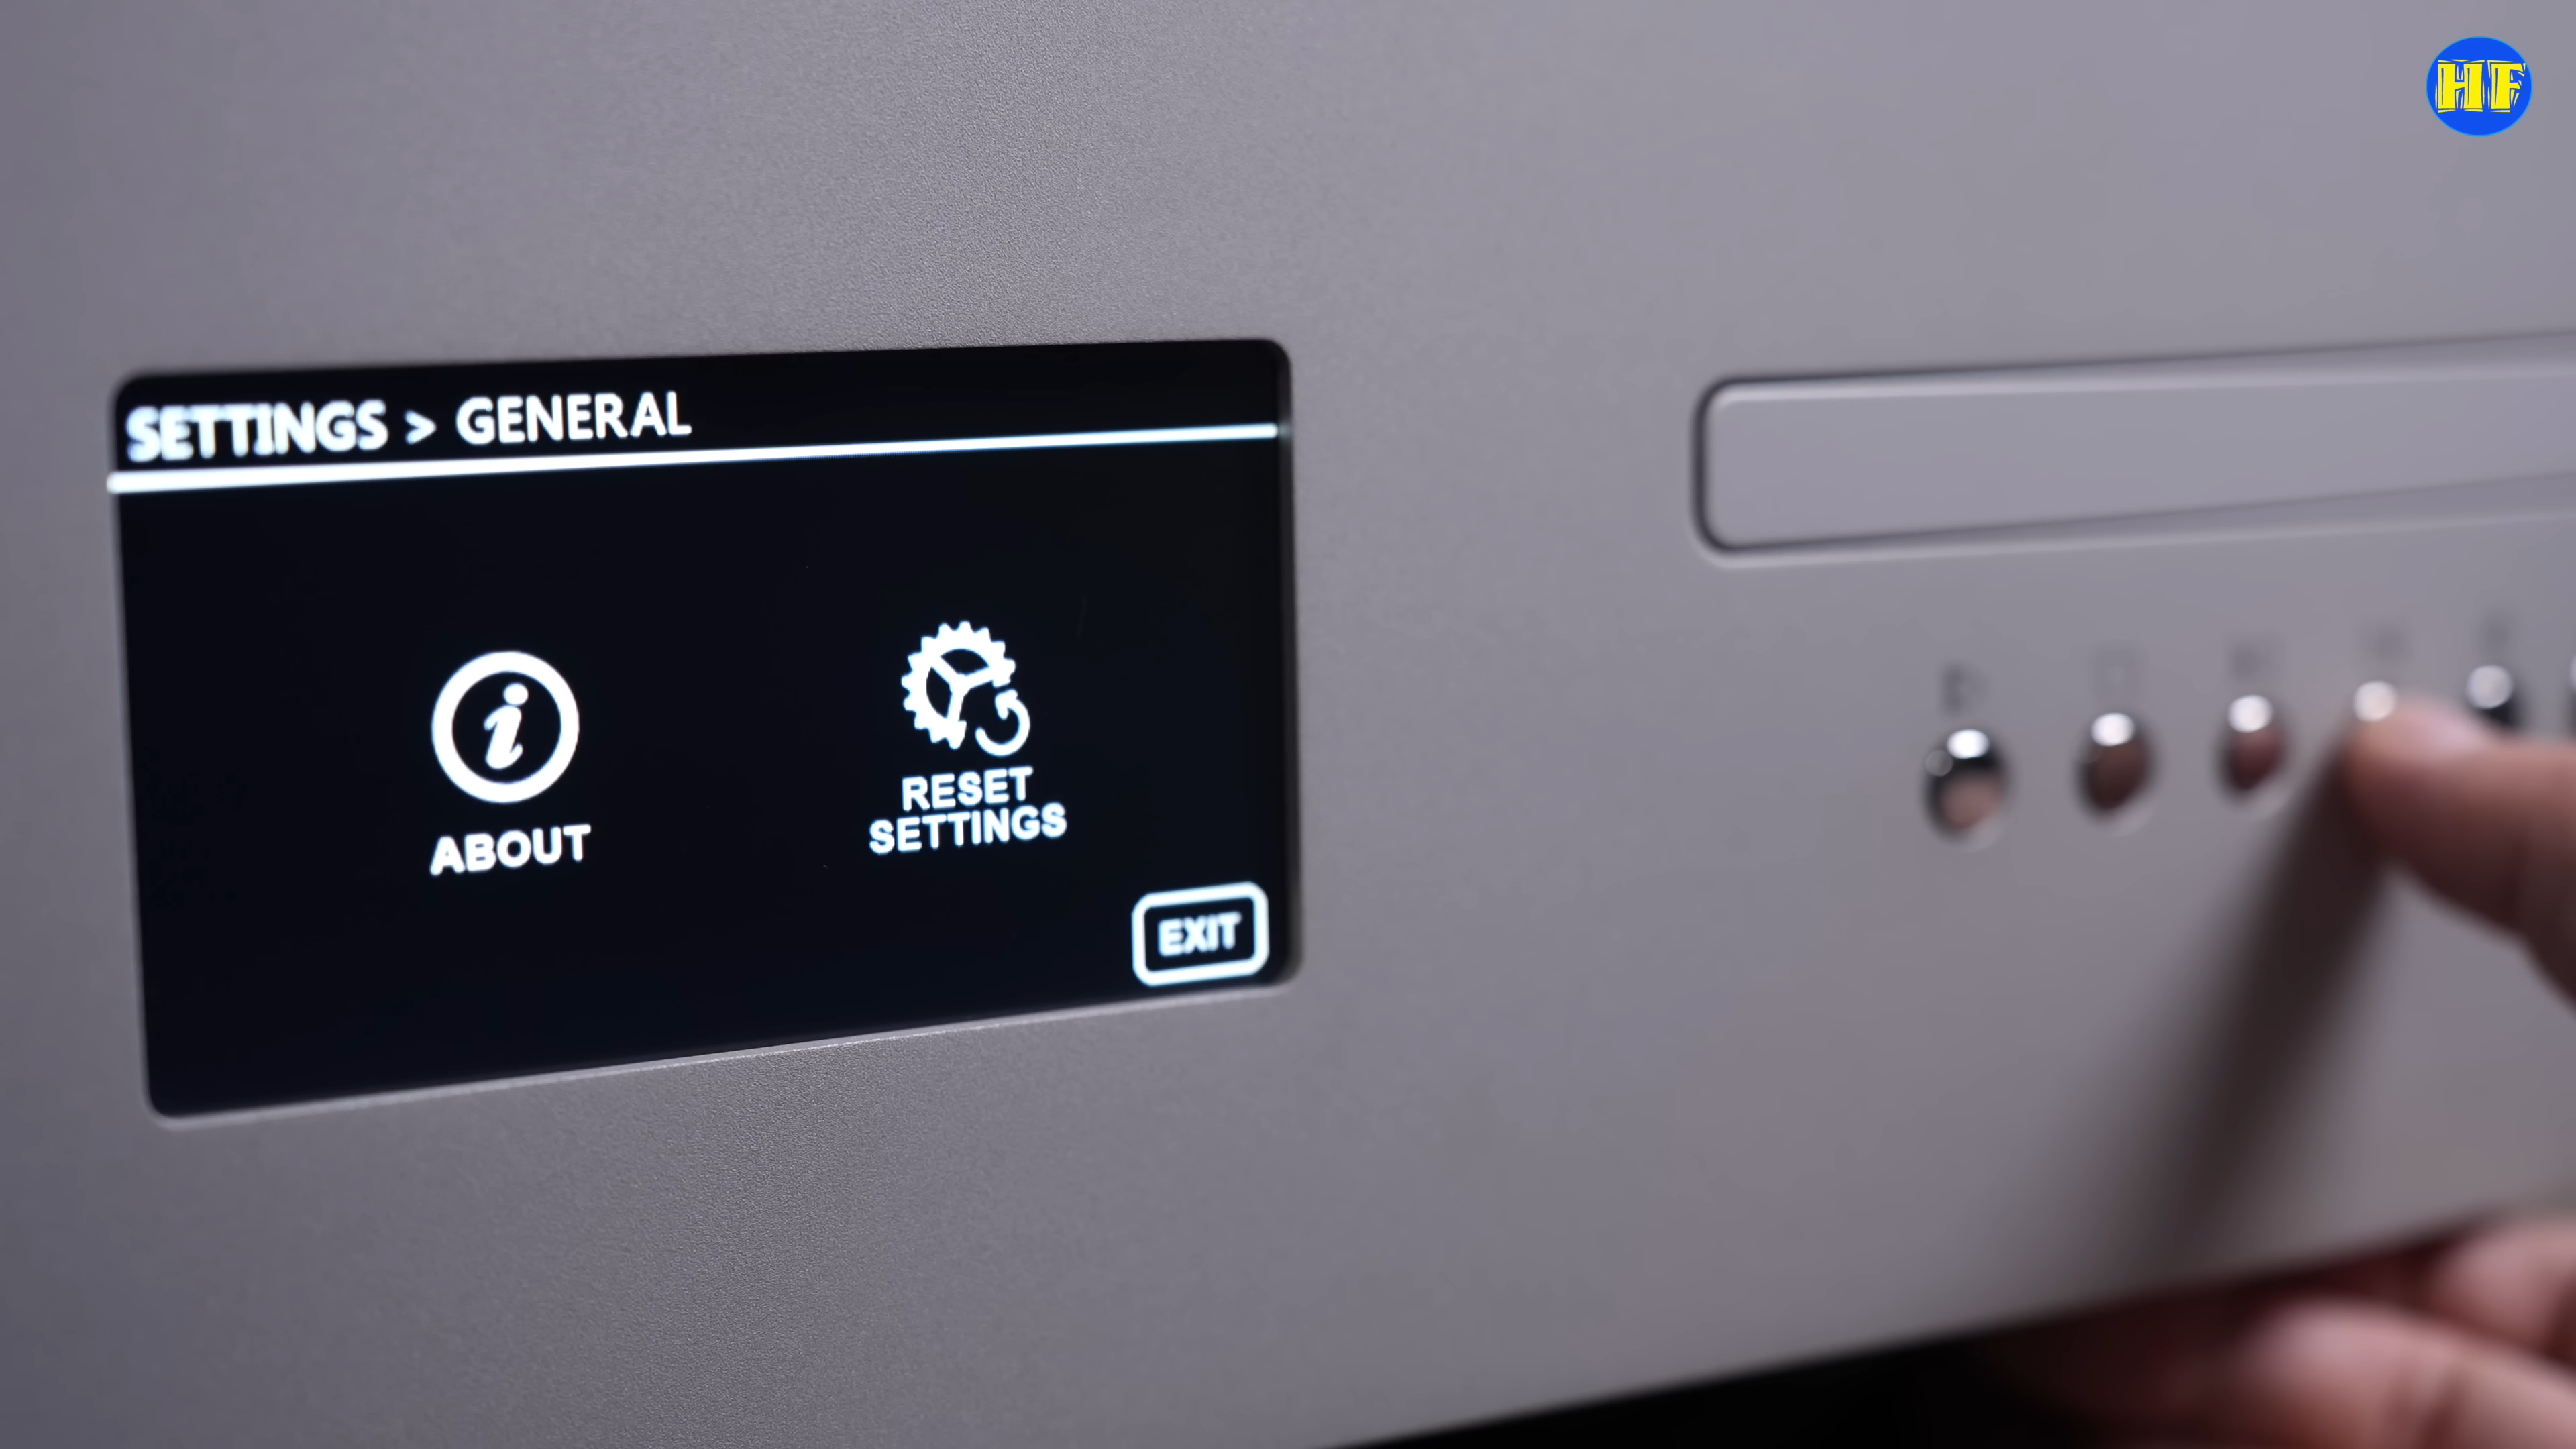 HF
SETTINGS > GENERAL
ABOUT
RESET
SETTINGS
EXIT